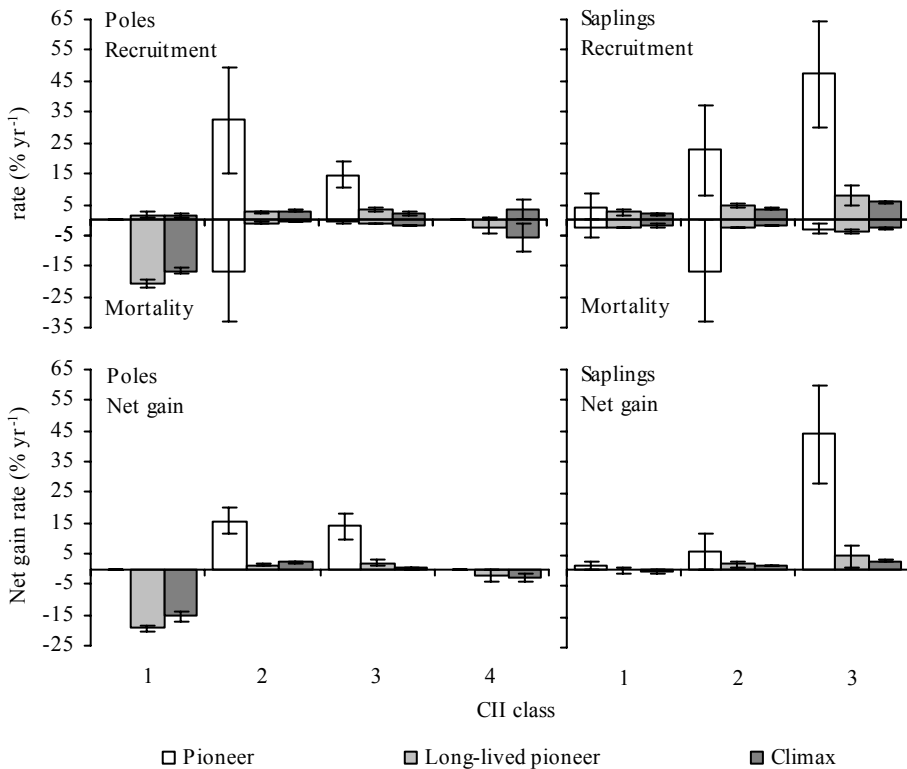 Poles
Recruitment
Saplings
Recruitment
65
55
45
35
25
15
5
-5
-15
-25
-35
rate (% yr-1)
Mortality
Mortality
Poles
Net gain
Saplings
Net gain
65
55
45
35
25
15
5
-5
-15
-25
Net gain rate (% yr-1)
1 2 3 4 1 2 3
CII class
Pioneer Long-lived pioneer Climax